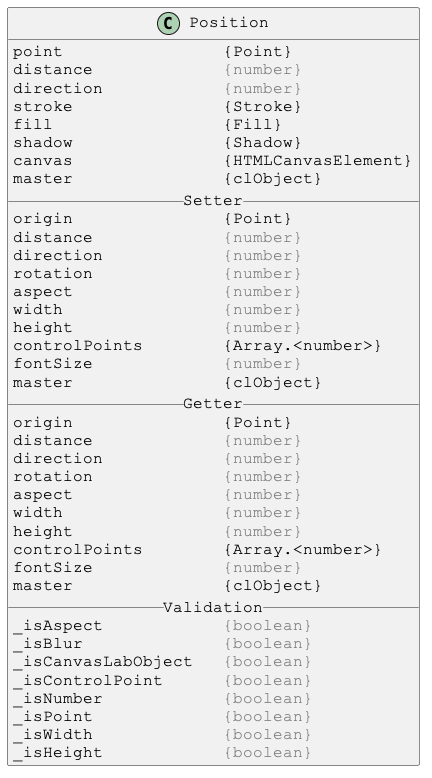 C Position
point {Point}
distance {number}
direction {number}
stroke {Stroke}
fill {Fill}
shadow {Shadow}
canvas {HTMLCanvasElement}
master {clObject}
Setter
origin {Point}
distance {number}
direction {number}
rotation {number}
aspect {number}
width {number}
height {number}
controlPoints {Array.<number>}
fontSize {number}
master {clObject}
Getter
origin {Point}
distance {number}
direction {number}
rotation {number}
aspect {number}
width {number}
height {number}
controlPoints {Array.<number>}
fontSize {number}
master {clObject}
Validation
_isAspect {boolean}
_isBlur {boolean}
_isCanvasLabObject {boolean}
_isControlPoint {boolean}
_isNumber {boolean}
_isPoint {boolean}
_isWidth {boolean}
_isHeight {boolean}